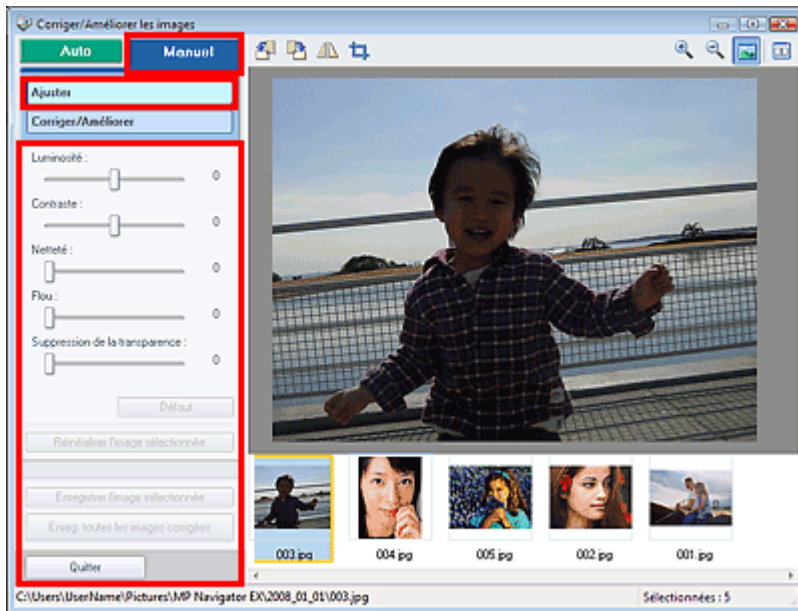 Corriger/Améliorer les images
Auto
Manuel
Ajuster
Corriger/Améliorer
Luminosité :
0
Contraste :
0
Netteté :
0
Flou :
0
Suppression de la transparence :
0
Défaut
Réinitialiser l'image sélectionnée
Enregistrer l'image sélectionnée
Enreg. toutes les images corrigées
Quitter
003.jpg
004.jpg
005.jpg
002.jpg
001.jpg
C:\Users\UserName\Pictures\MP Navigator EX\2008_01_01\003.jpg
Sélectionnées : 5